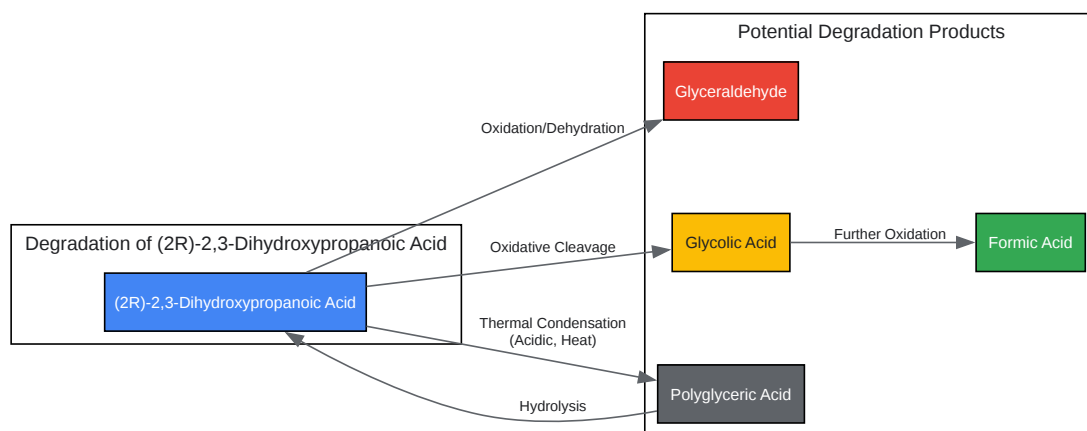 Potential Degradation Products
Glyceraldehyde
Oxidation/Dehydration
Degradation of (2R)-2,3-Dihydroxypropanoic Acid
(2R)-2,3-Dihydroxypropanoic Acid
Oxidative Cleavage
Glycolic Acid
Further Oxidation
Formic Acid
Thermal Condensation
(Acidic, Heat)
Polyglyceric Acid
Hydrolysis